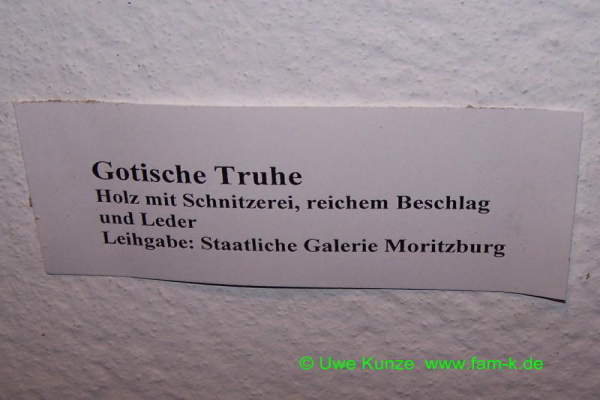 Gotische Truhe
Holz mit Schnitzerei, reichem Beschlag
und Leder
Leihgabe: Staatliche Galerie Moritzburg
© Uwe Kunze www.fam-k.de